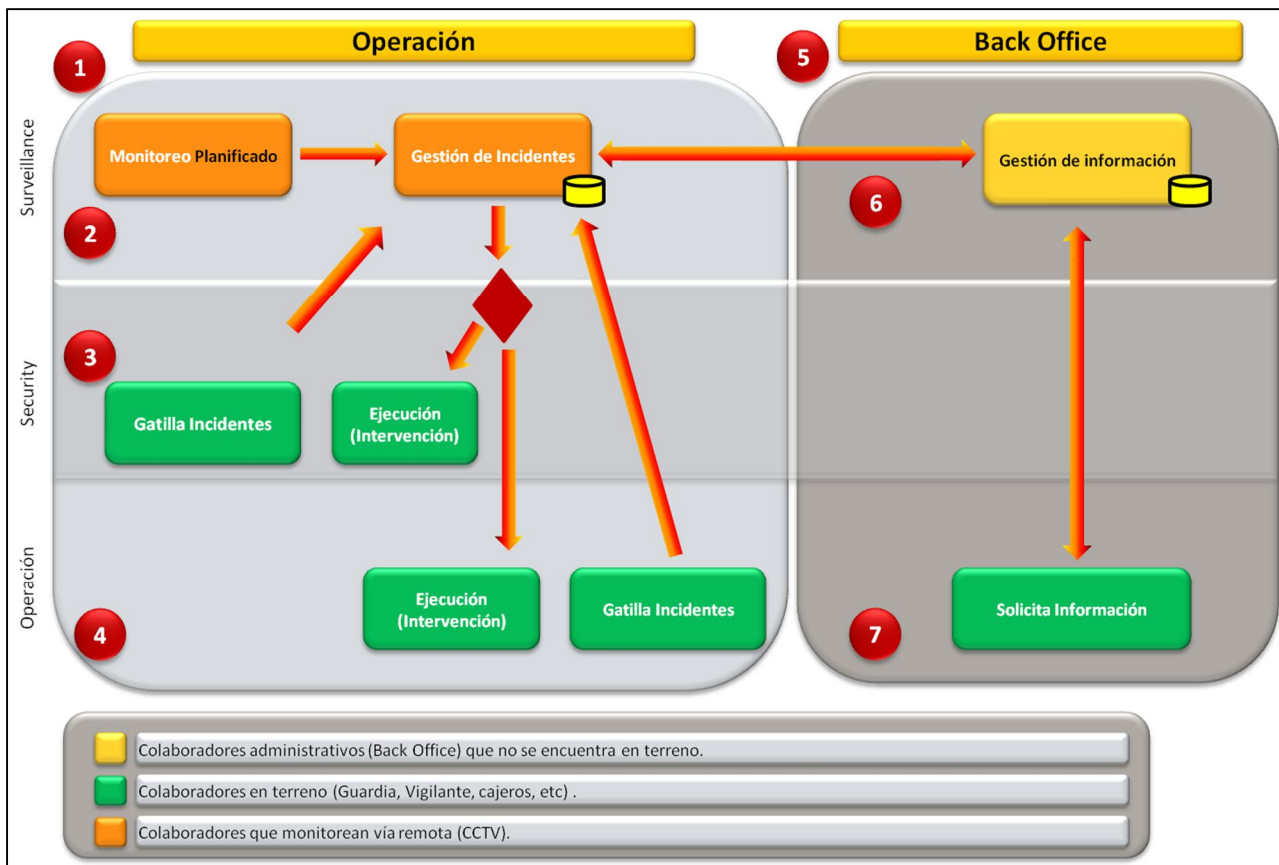 Operación
Back Office
1
5
Surveillance
Monitoreo Planificado
Gestión de Incidentes
Gestión de información
2
6
Security
3
Gatilla Incidentes
Ejecución
(Intervención)
Operación
Ejecución
(Intervención)
Gatilla Incidentes
Solicita Información
4
7
Colaboradores administrativos (Back Office) que no se encuentra en terreno.
Colaboradores en terreno (Guardia, Vigilante, cajeros, etc) .
Colaboradores que monitorean vía remota (CCTV).